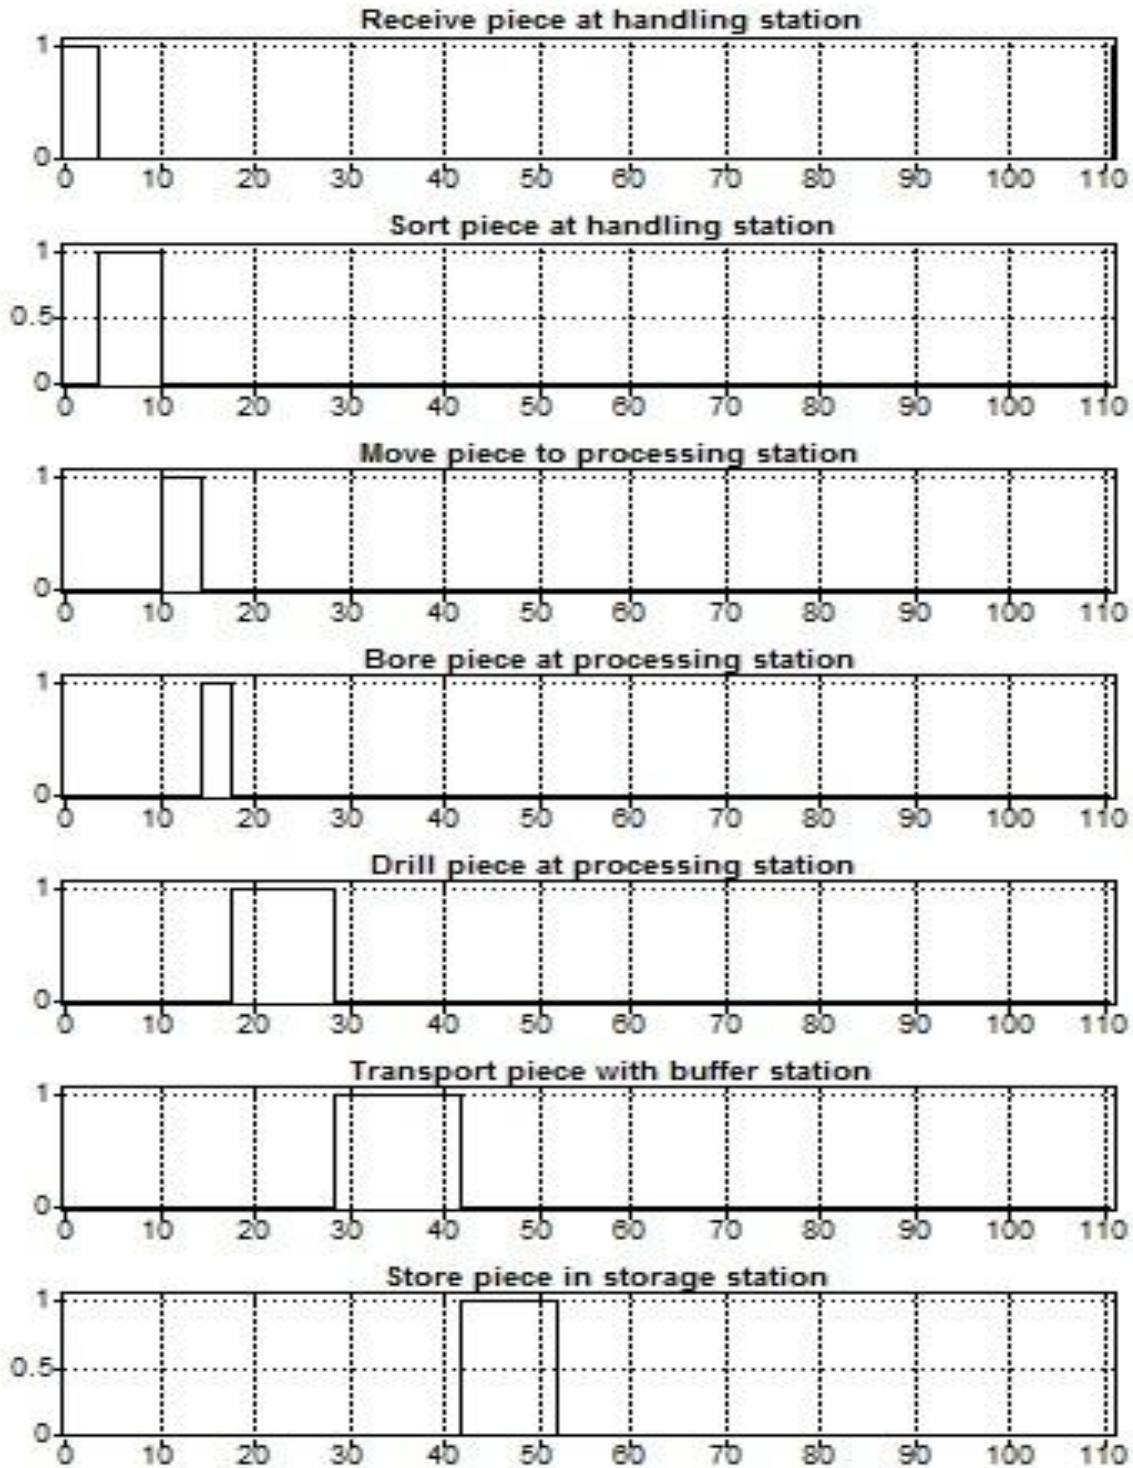 Receive piece at handling station
1
0
0 10 20 30 40 50 60 70 80 90 100 110
Sort piece at handling station
1
0.5
0
0 10 20 30 40 50 60 70 80 90 100 110
Move piece to processing station
1
0
0 10 20 30 40 50 60 70 80 90 100 110
Bore piece at processing station
1
0
0 10 20 30 40 50 60 70 80 90 100 110
Drill piece at processing station
1
0
0 10 20 30 40 50 60 70 80 90 100 110
Transport piece with buffer station
1
0
0 10 20 30 40 50 60 70 80 90 100 110
Store piece in storage station
1
0.5
0
0 10 20 30 40 50 60 70 80 90 100 110